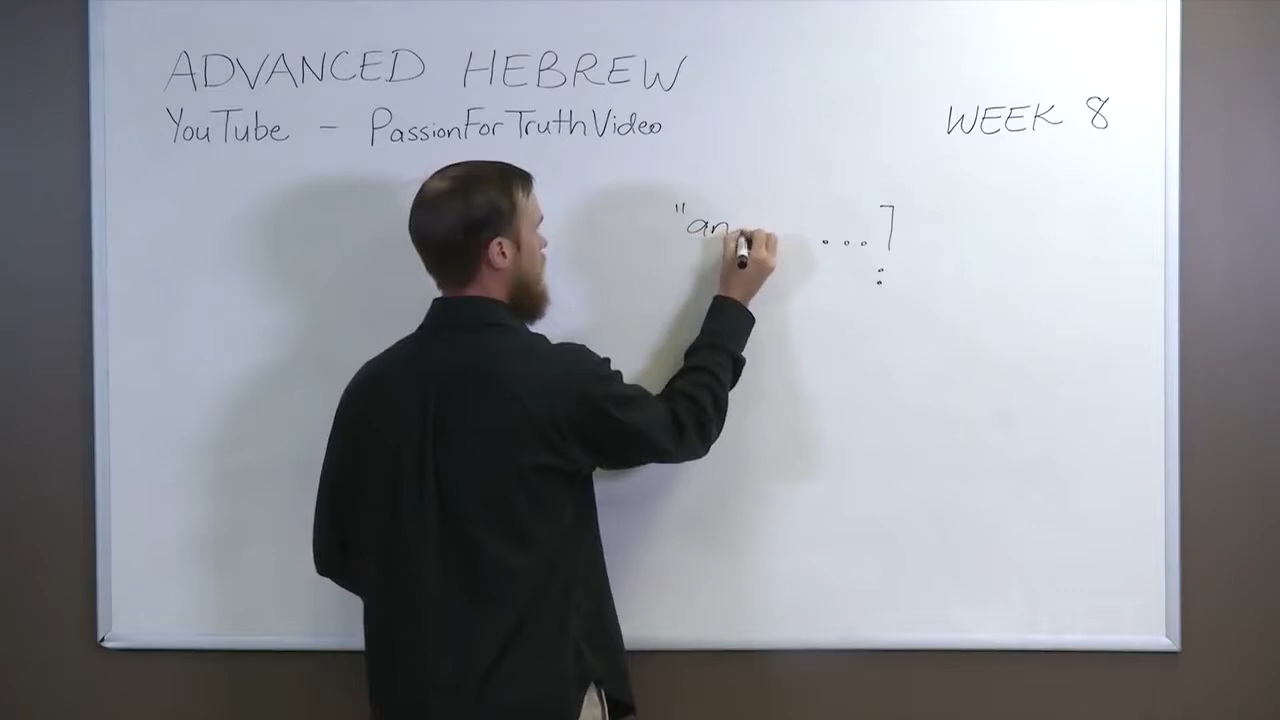 ADVANCED HEBREW
YouTube – PassionForTruthVideo
WEEK 8
"an וְ...